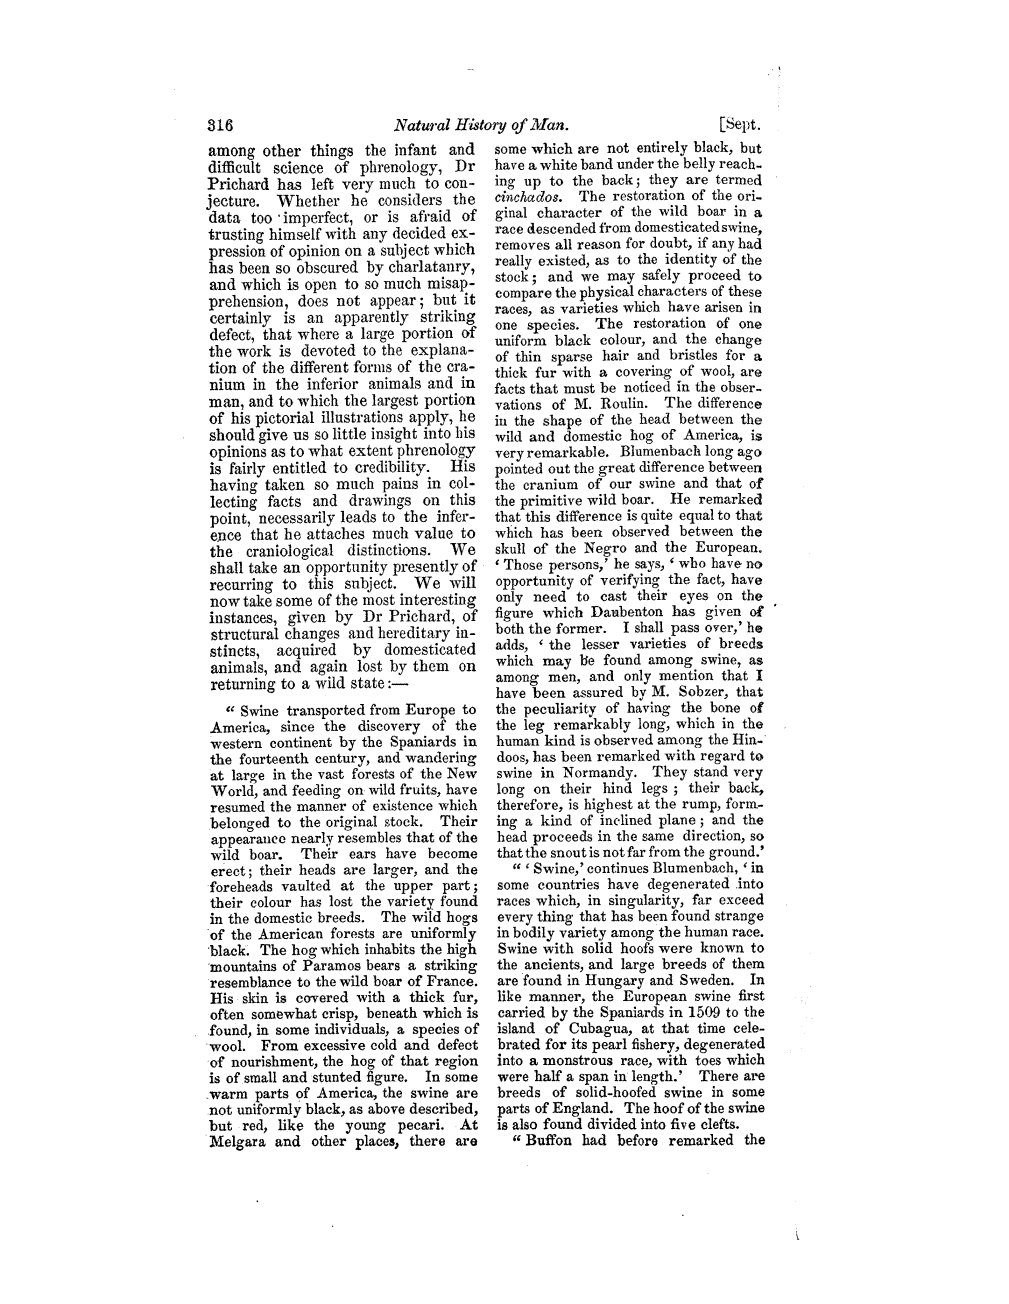 316
Natural History of Man.
[Sept.
among other things the infant and
difficult science of phrenology, Dr
Prichard has left very much to con-
jecture. Whether he considers the
data too imperfect, or is afraid of
trusting himself with any decided ex-
pression of opinion on a subject which
has been so obscured by charlatanry,
and which is open to so much misap-
prehension, does not appear; but it
certainly is an apparently striking
defect, that where a large portion of
the work is devoted to the explana-
tion of the different forms of the cra-
nium in the inferior animals and in
man, and to which the largest portion
of his pictorial illustrations apply, he
should give us so little insight into his
opinions as to what extent phrenology
is fairly entitled to credibility. His
having taken so much pains in col-
lecting facts and drawings on this
point, necessarily leads to the infer-
ence that he attaches much value to
the craniological distinctions. We
shall take an opportunity presently of
recurring to this subject. We will
now take some of the most interesting
instances, given by Dr Prichard, of
structural changes and hereditary in-
stincts, acquired by domesticated
animals, and again lost by them on
returning to a wild state:—
“ Swine transported from Europe to
America, since the discovery of the
western continent by the Spaniards in
the fourteenth century, and wandering
at large in the vast forests of the New
World, and feeding on wild fruits, have
resumed the manner of existence which
belonged to the original stock. Their
appearance nearly resembles that of the
wild boar. Their ears have become
erect; their heads are larger, and the
foreheads vaulted at the upper part;
their colour has lost the variety found
in the domestic breeds. The wild hogs
of the American forests are uniformly
black. The hog which inhabits the high
mountains of Paramos bears a striking
resemblance to the wild boar of France.
His skin is covered with a thick fur,
often somewhat crisp, beneath which is
found, in some individuals, a species of
wool. From excessive cold and defect
of nourishment, the hog of that region
is of small and stunted figure. In some
warm parts of America, the swine are
not uniformly black, as above described,
but red, like the young pecari. At
Melgara and other places, there are
some which are not entirely black, but
have a white band under the belly reach-
ing up to the back; they are termed
cinchados. The restoration of the ori-
ginal character of the wild boar in a
race descended from domesticated swine,
removes all reason for doubt, if any had
really existed, as to the identity of the
stock; and we may safely proceed to
compare the physical characters of these
races, as varieties which have arisen in
one species. The restoration of one
uniform black colour, and the change
of thin sparse hair and bristles for a
thick fur with a covering of wool, are
facts that must be noticed in the obser-
vations of M. Roulin. The difference
in the shape of the head between the
wild and domestic hog of America, is
very remarkable. Blumenbach long ago
pointed out the great difference between
the cranium of our swine and that of
the primitive wild boar. He remarked
that this difference is quite equal to that
which has been observed between the
skull of the Negro and the European.
‘ Those persons,’ he says, ‘ who have no
opportunity of verifying the fact, have
only need to cast their eyes on the
figure which Daubenton has given of
both the former. I shall pass over,’ he
adds, ‘ the lesser varieties of breeds
which may be found among swine, as
among men, and only mention that I
have been assured by M. Sobzer, that
the peculiarity of having the bone of
the leg remarkably long, which in the
human kind is observed among the Hin-
doos, has been remarked with regard to
swine in Normandy. They stand very
long on their hind legs ; their back,
therefore, is highest at the rump, form-
ing a kind of inclined plane ; and the
head proceeds in the same direction, so
that the snout is not far from the ground.’
“ ‘ Swine,’ continues Blumenbach, ‘ in
some countries have degenerated into
races which, in singularity, far exceed
every thing that has been found strange
in bodily variety among the human race.
Swine with solid hoofs were known to
the ancients, and large breeds of them
are found in Hungary and Sweden. In
like manner, the European swine first
carried by the Spaniards in 1509 to the
island of Cubagua, at that time cele-
brated for its pearl fishery, degenerated
into a monstrous race, with toes which
were half a span in length.’ There are
breeds of solid-hoofed swine in some
parts of England. The hoof of the swine
is also found divided into five clefts.
“ Buffon had before remarked the